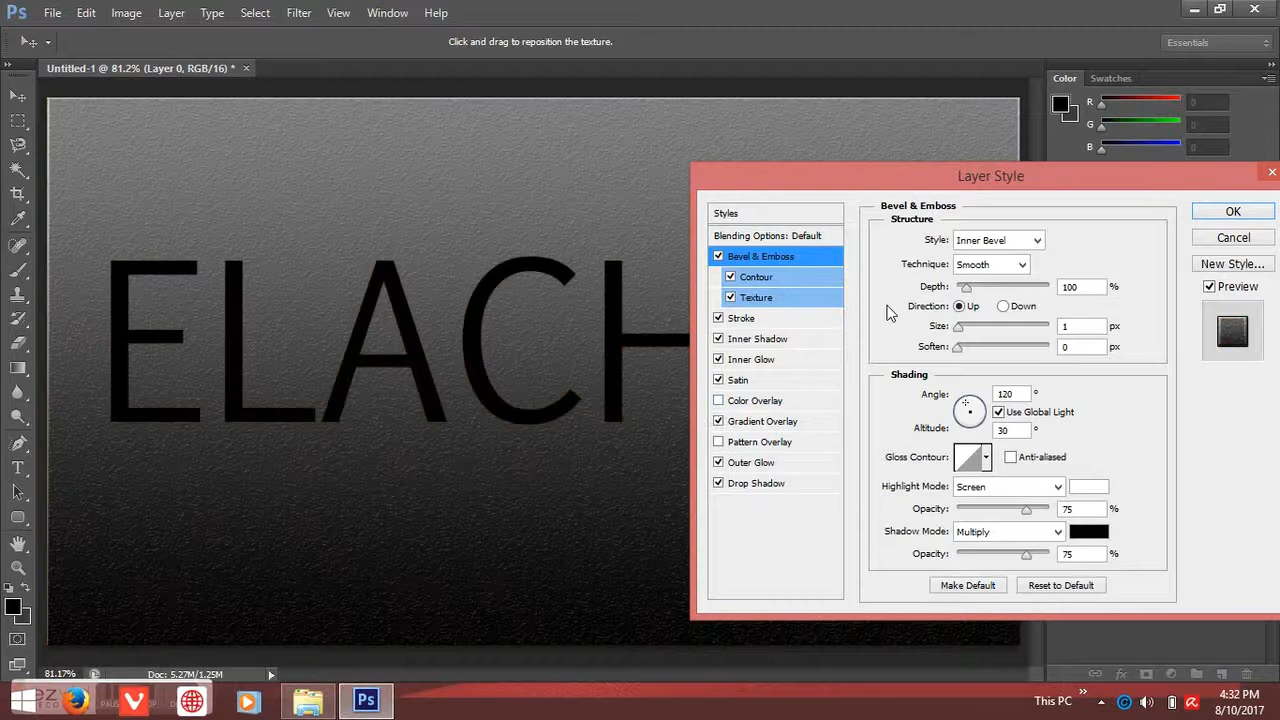 Ps File Edit Image Layer Type Select Filter View Window Help
Click and drag to reposition the texture.
Essentials
Untitled-1 @ 81.2% (Layer 0, RGB/16) *
Color Swatches
R 0
G 0
B 0
ELACH
Layer Style
Styles
Blending Options: Default
Bevel & Emboss
Contour
Texture
Stroke
Inner Shadow
Inner Glow
Satin
Color Overlay
Gradient Overlay
Pattern Overlay
Outer Glow
Drop Shadow
Bevel & Emboss
Structure
Style: Inner Bevel
Technique: Smooth
Depth: 100 %
Direction: Up Down
Size: 1 px
Soften: 0 px
Shading
Angle: 120 °
Use Global Light
Altitude: 30 °
Gloss Contour: Anti-aliased
Highlight Mode: Screen
Opacity: 75 %
Shadow Mode: Multiply
Opacity: 75 %
Make Default Reset to Default
OK
Cancel
New Style...
Preview
81.17% Doc: 5.27M/1.25M
Ps
This PC
4:32 PM
8/10/2017